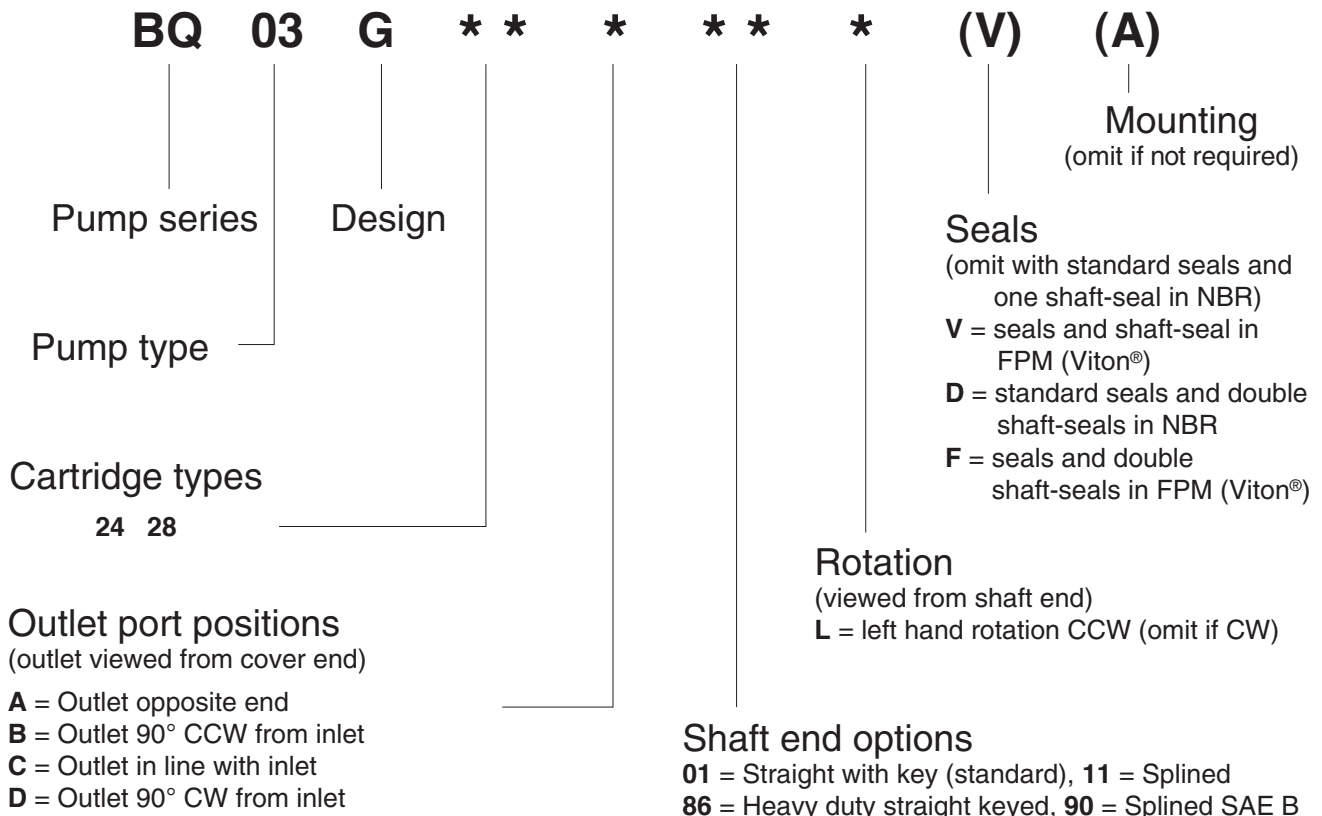 BQ 03 G * * * * * * (V) (A)
Mounting
(omit if not required)
Pump series
Design
Seals
(omit with standard seals and
one shaft-seal in NBR)
V = seals and shaft-seal in
FPM (Viton®)
D = standard seals and double
shaft-seals in NBR
F = seals and double
shaft-seals in FPM (Viton®)
Pump type
Cartridge types
24 28
Rotation
(viewed from shaft end)
L = left hand rotation CCW (omit if CW)
Outlet port positions
(outlet viewed from cover end)
A = Outlet opposite end
B = Outlet 90° CCW from inlet
C = Outlet in line with inlet
D = Outlet 90° CW from inlet
Shaft end options
01 = Straight with key (standard), 11 = Splined
86 = Heavy duty straight keyed, 90 = Splined SAE B